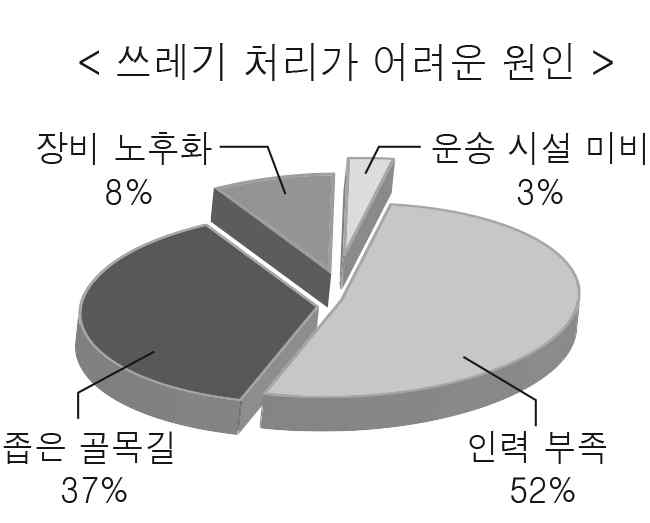 < 쓰레기 처리가 어려운 원인 >
장비 노후화
8%
운송 시설 미비
3%
좁은 골목길
37%
인력 부족
52%